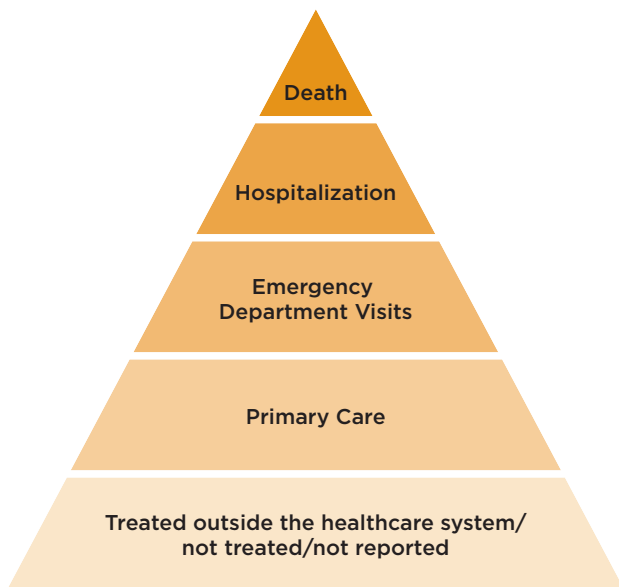 Death
Hospitalization
Emergency
Department Visits
Primary Care
Treated outside the healthcare system/
not treated/not reported